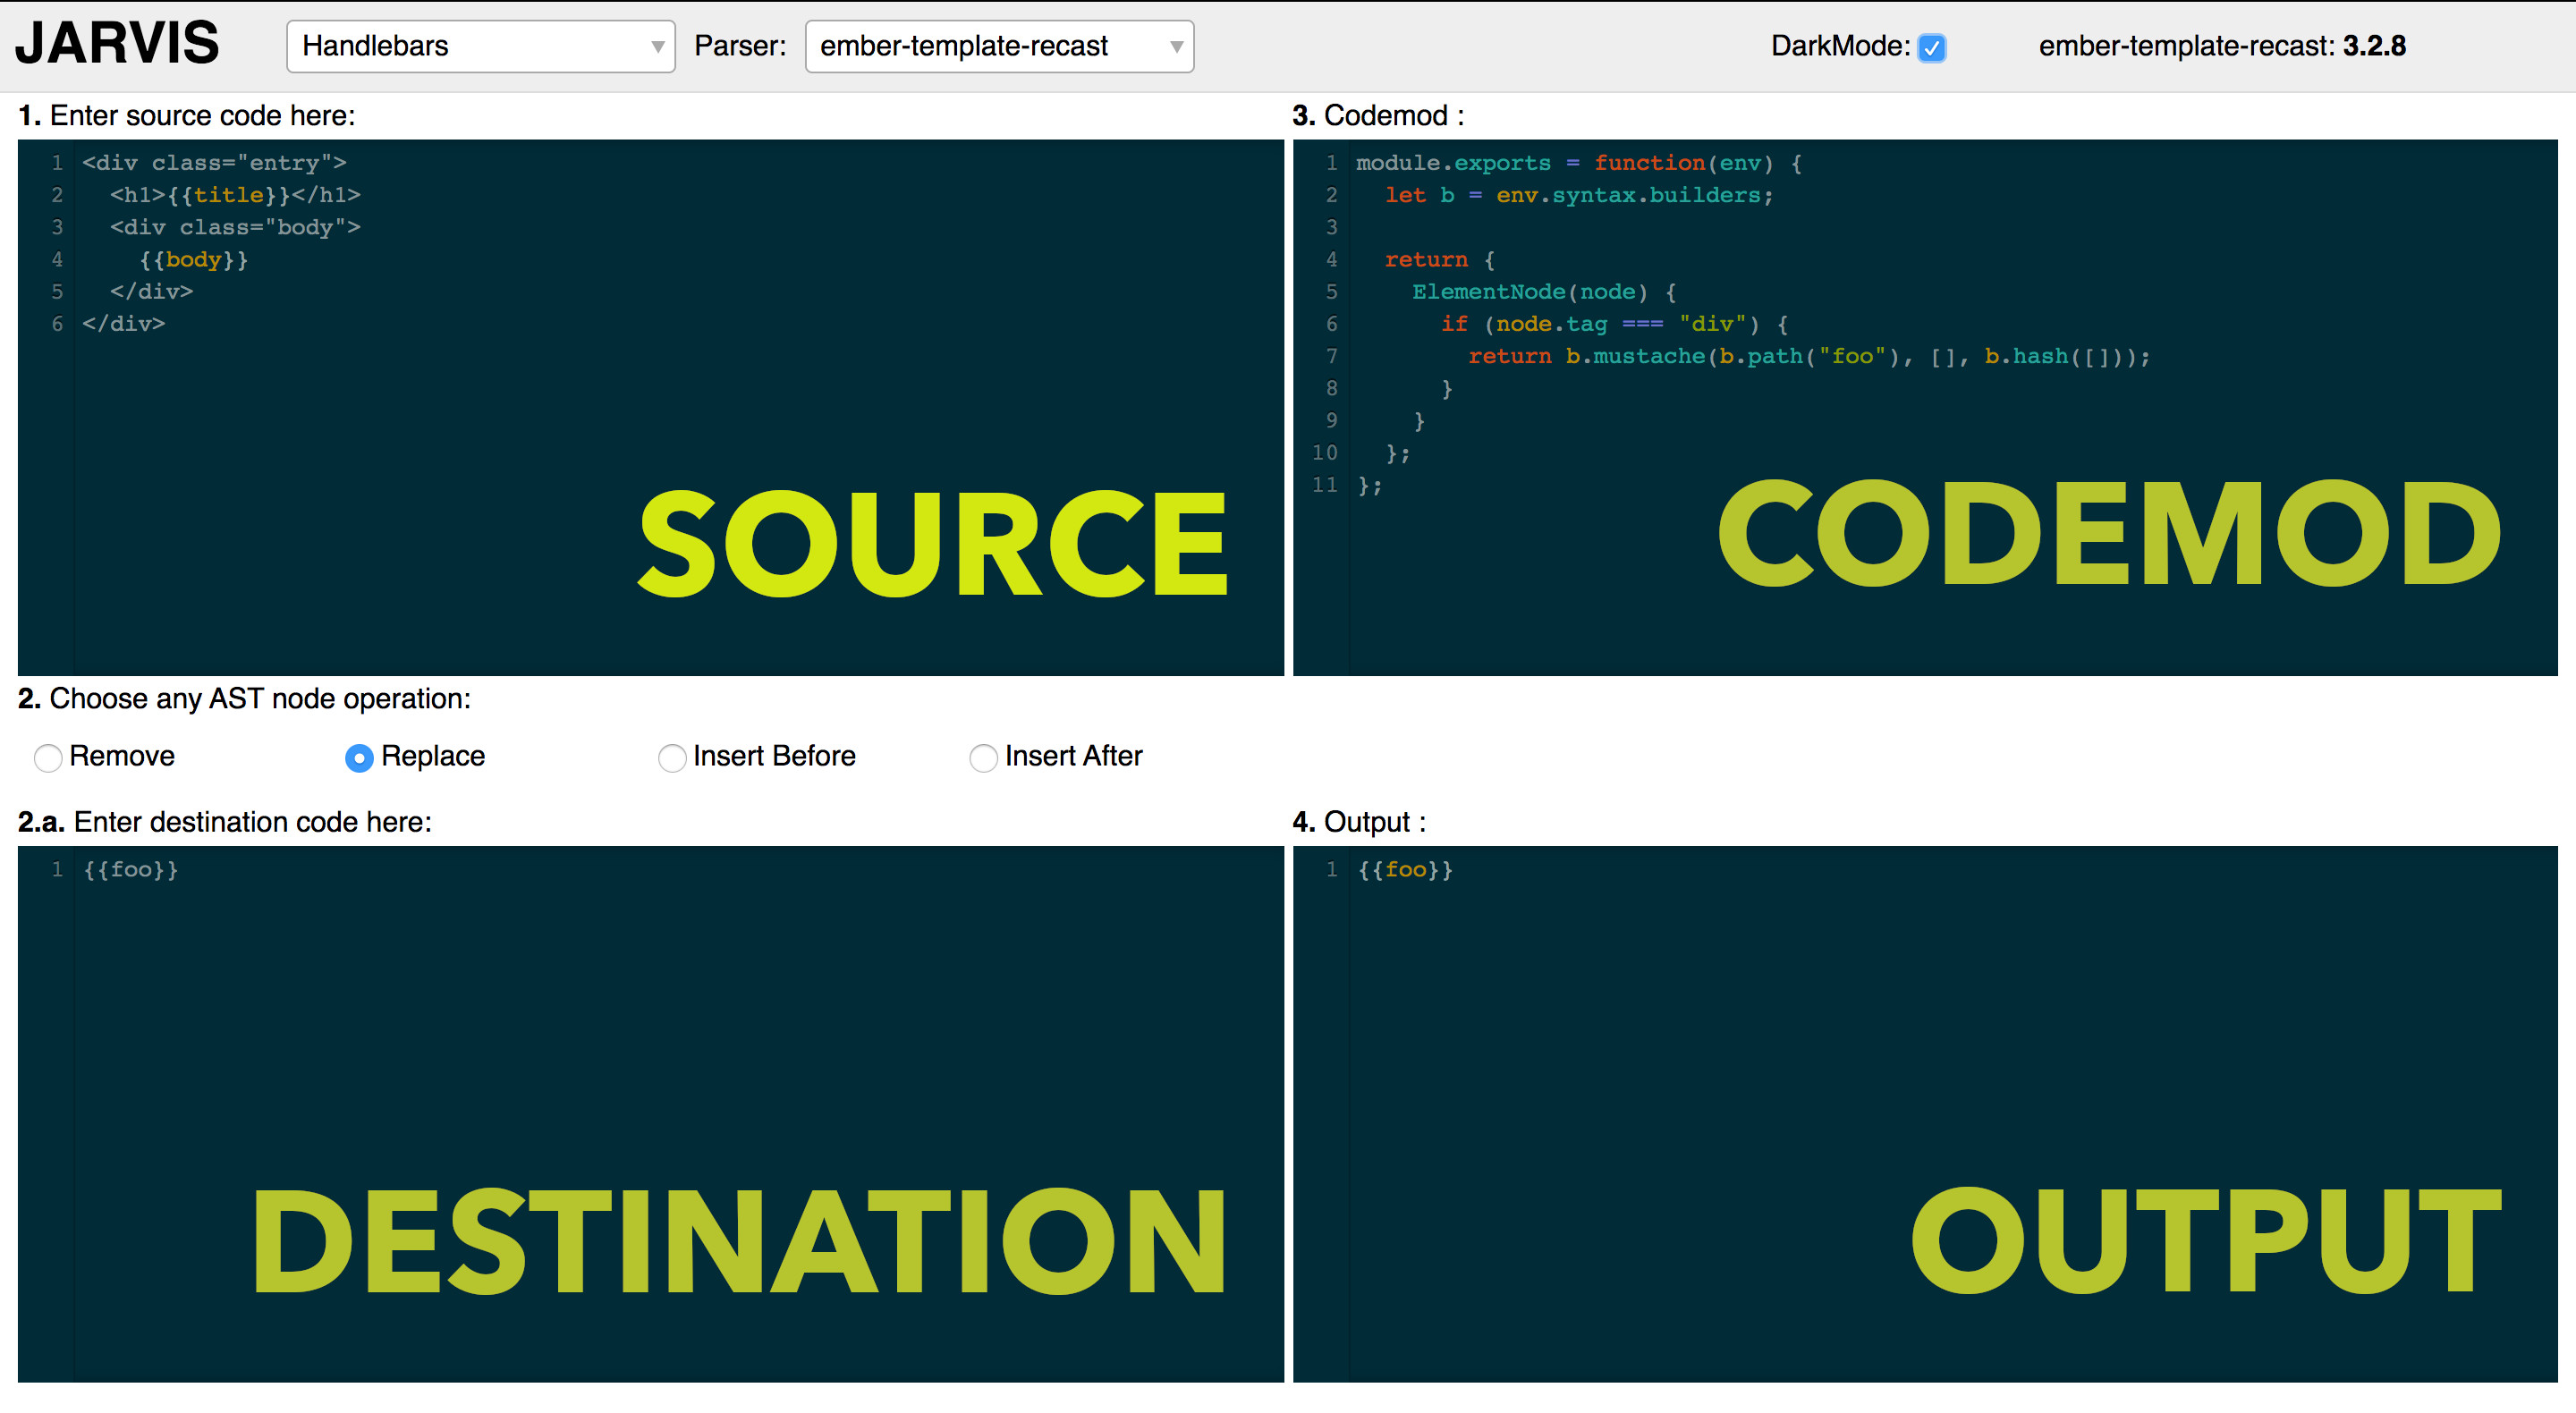 JARVIS Handlebars Parser: ember-template-recast DarkMode: ember-template-recast: 3.2.8
1. Enter source code here:
1 <div class="entry">
2   <h1>{{title}}</h1>
3   <div class="body">
4     {{body}}
5   </div>
6 </div>
SOURCE
2. Choose any AST node operation:
Remove Replace Insert Before Insert After
2.a. Enter destination code here:
1 {{foo}}
DESTINATION
3. Codemod :
1 module.exports = function(env) {
2   let b = env.syntax.builders;
3
4   return {
5     ElementNode(node) {
6       if (node.tag === "div") {
7         return b.mustache(b.path("foo"), [], b.hash([]));
8       }
9     }
10   };
11 };
CODEMOD
4. Output :
1 {{foo}}
OUTPUT